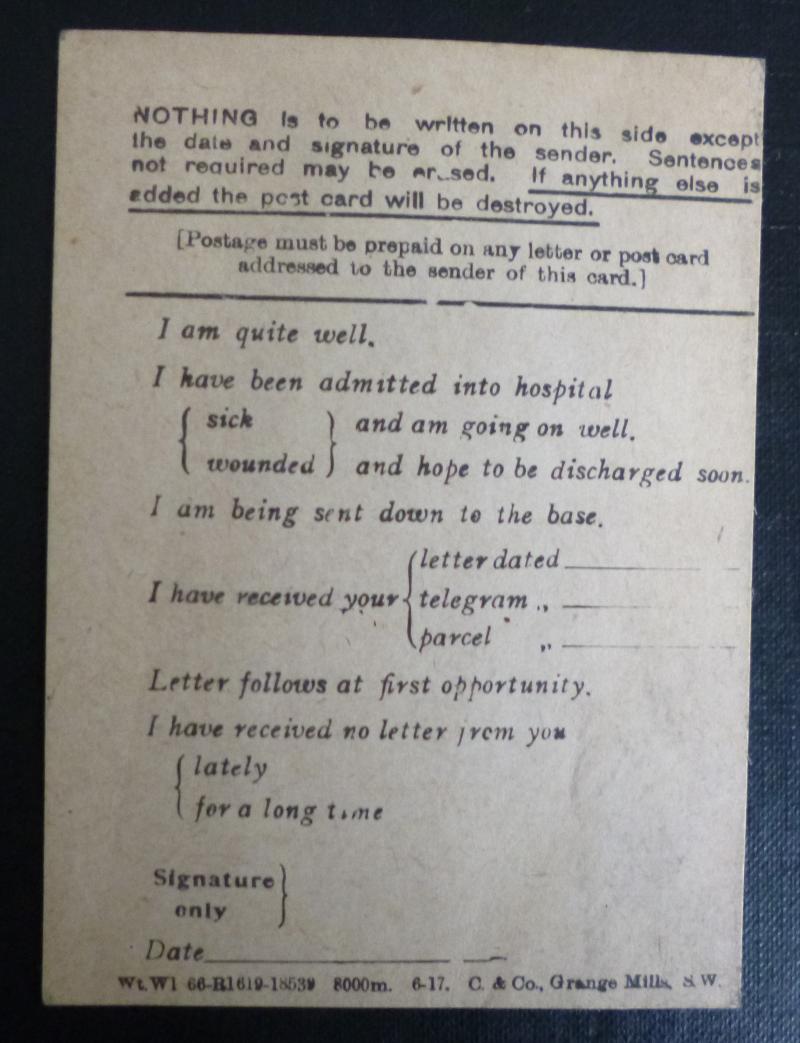 NOTHING is to be written on this side except
the date and signature of the sender. Sentences
not required may be erased. If anything else is
added the post card will be destroyed.
[Postage must be prepaid on any letter or post card
addressed to the sender of this card.]
I am quite well.
I have been admitted into hospital
{ sick } and am going on well.
{ wounded } and hope to be discharged soon.
I am being sent down to the base.
{ letter dated
I have received your { telegram „
{ parcel „
Letter follows at first opportunity.
I have received no letter from you
{ lately
{ for a long time
Signature }
only }
Date
Wt.W1 66-R1619-18539 8000m. 6-17. C. & Co., Grange Mills, S.W.